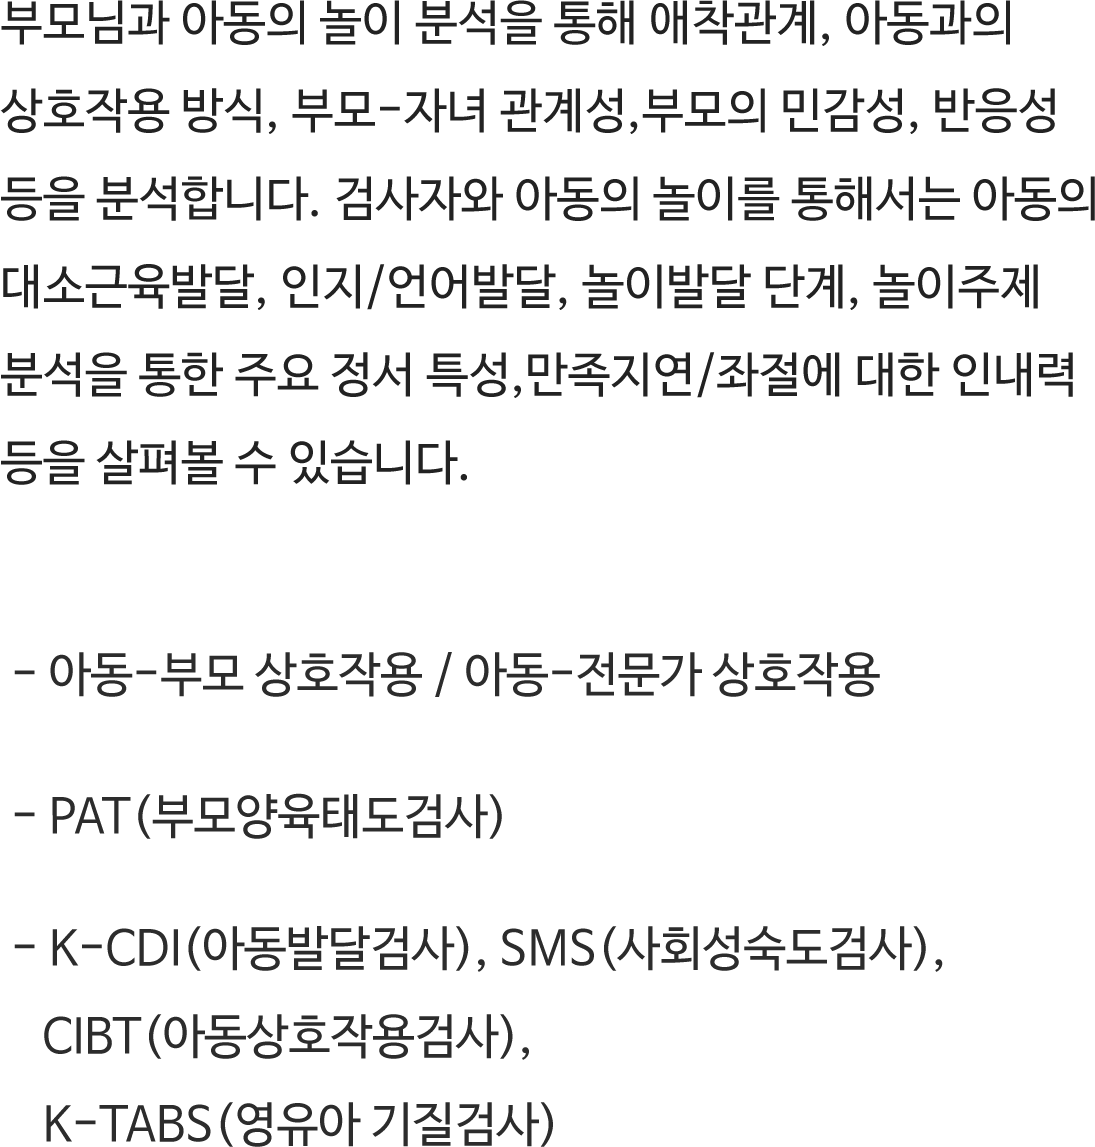 부모님과 아동의 놀이 분석을 통해 애착관계, 아동과의
상호작용 방식, 부모-자녀 관계성,부모의 민감성, 반응성
등을 분석합니다. 검사자와 아동의 놀이를 통해서는 아동의
대소근육발달, 인지/언어발달, 놀이발달 단계, 놀이주제
분석을 통한 주요 정서 특성,만족지연/좌절에 대한 인내력
등을 살펴볼 수 있습니다.
- 아동-부모 상호작용 / 아동-전문가 상호작용
- PAT(부모양육태도검사)
- K-CDI(아동발달검사), SMS(사회성숙도검사),
CIBT(아동상호작용검사),
K-TABS(영유아 기질검사)